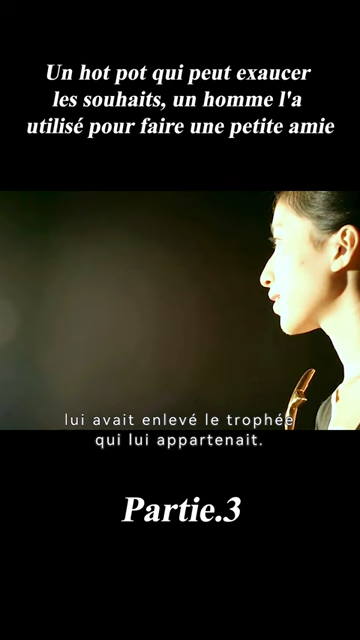 Un hot pot qui peut exaucer
les souhaits, un homme l'a
utilisé pour faire une petite amie
lui avait enlevé le trophée
qui lui appartenait.
Partie.3